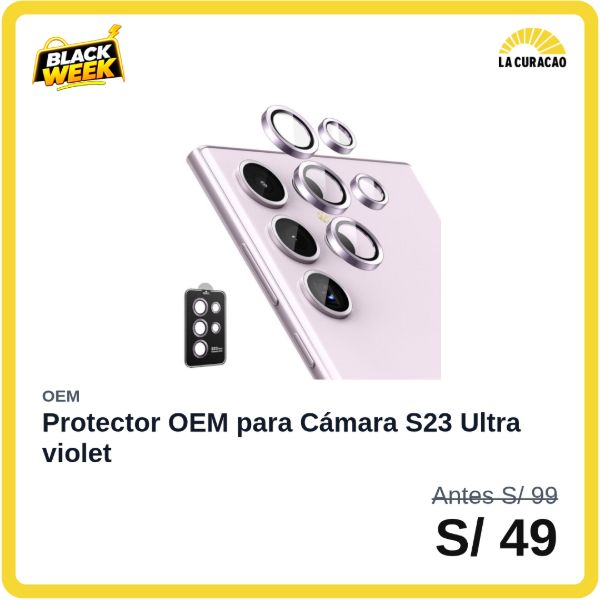 BLACK
WEEK
LA CURACAO
OEM
Protector OEM para Cámara S23 Ultra
violet
Antes S/ 99
S/ 49